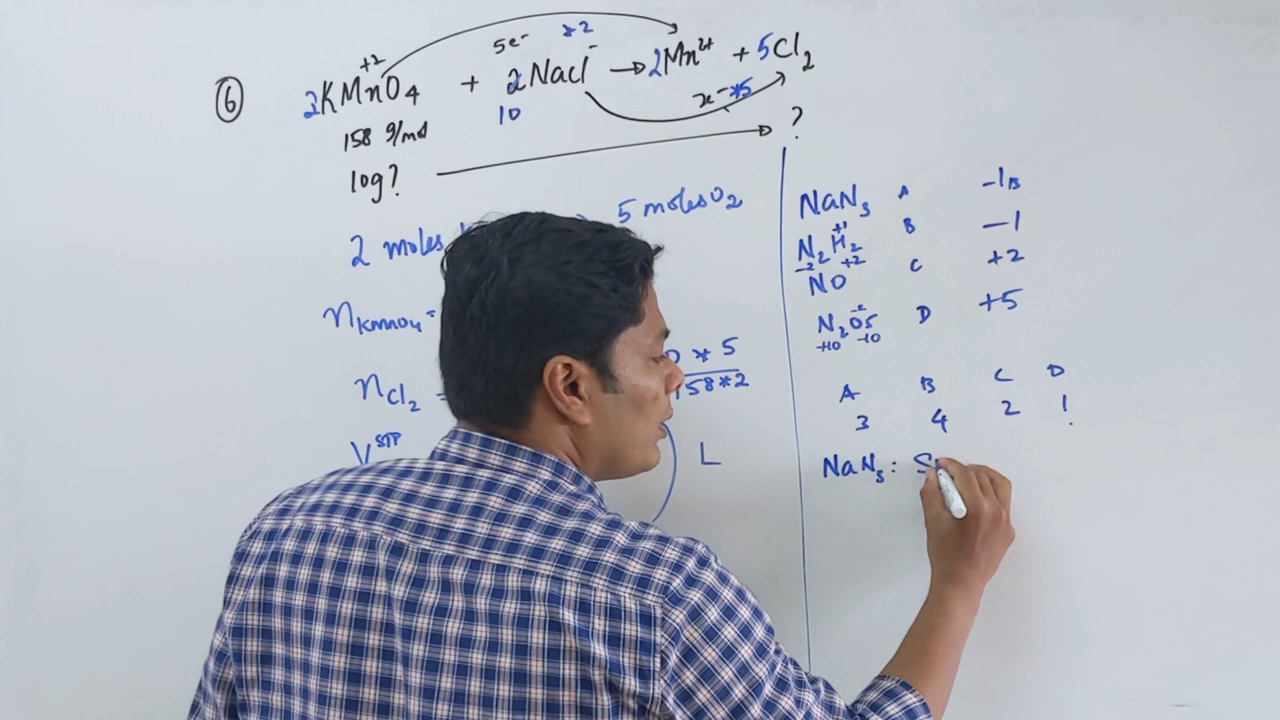 5e⁻ *2
+2
⑥ 2KMnO₄ + 2NaCl⁻ → 2Mn²⁺ + 5Cl₂
10 x⁻*5
158 g/mol
log? → ?
2 moles 5 moles O₂
nKMnO₄ =
* 5
nCl₂ = 158*2
V STP L
NaN₃ A -1/3
N₂H₂ B -1
+1
-2 +2
NO C +2
-2
N₂O₅ D +5
+10 -10
A B C D
3 4 2 1.
NaN₃: